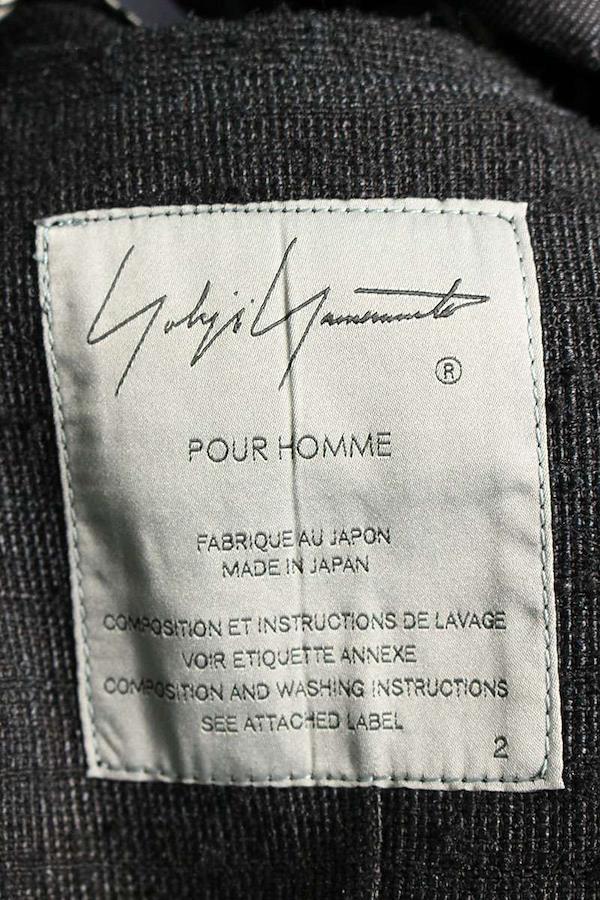 Yohji Yamamoto
®
POUR HOMME
FABRIQUE AU JAPON
MADE IN JAPAN
COMPOSITION ET INSTRUCTIONS DE LAVAGE
VOIR ETIQUETTE ANNEXE
COMPOSITION AND WASHING INSTRUCTIONS
SEE ATTACHED LABEL
2